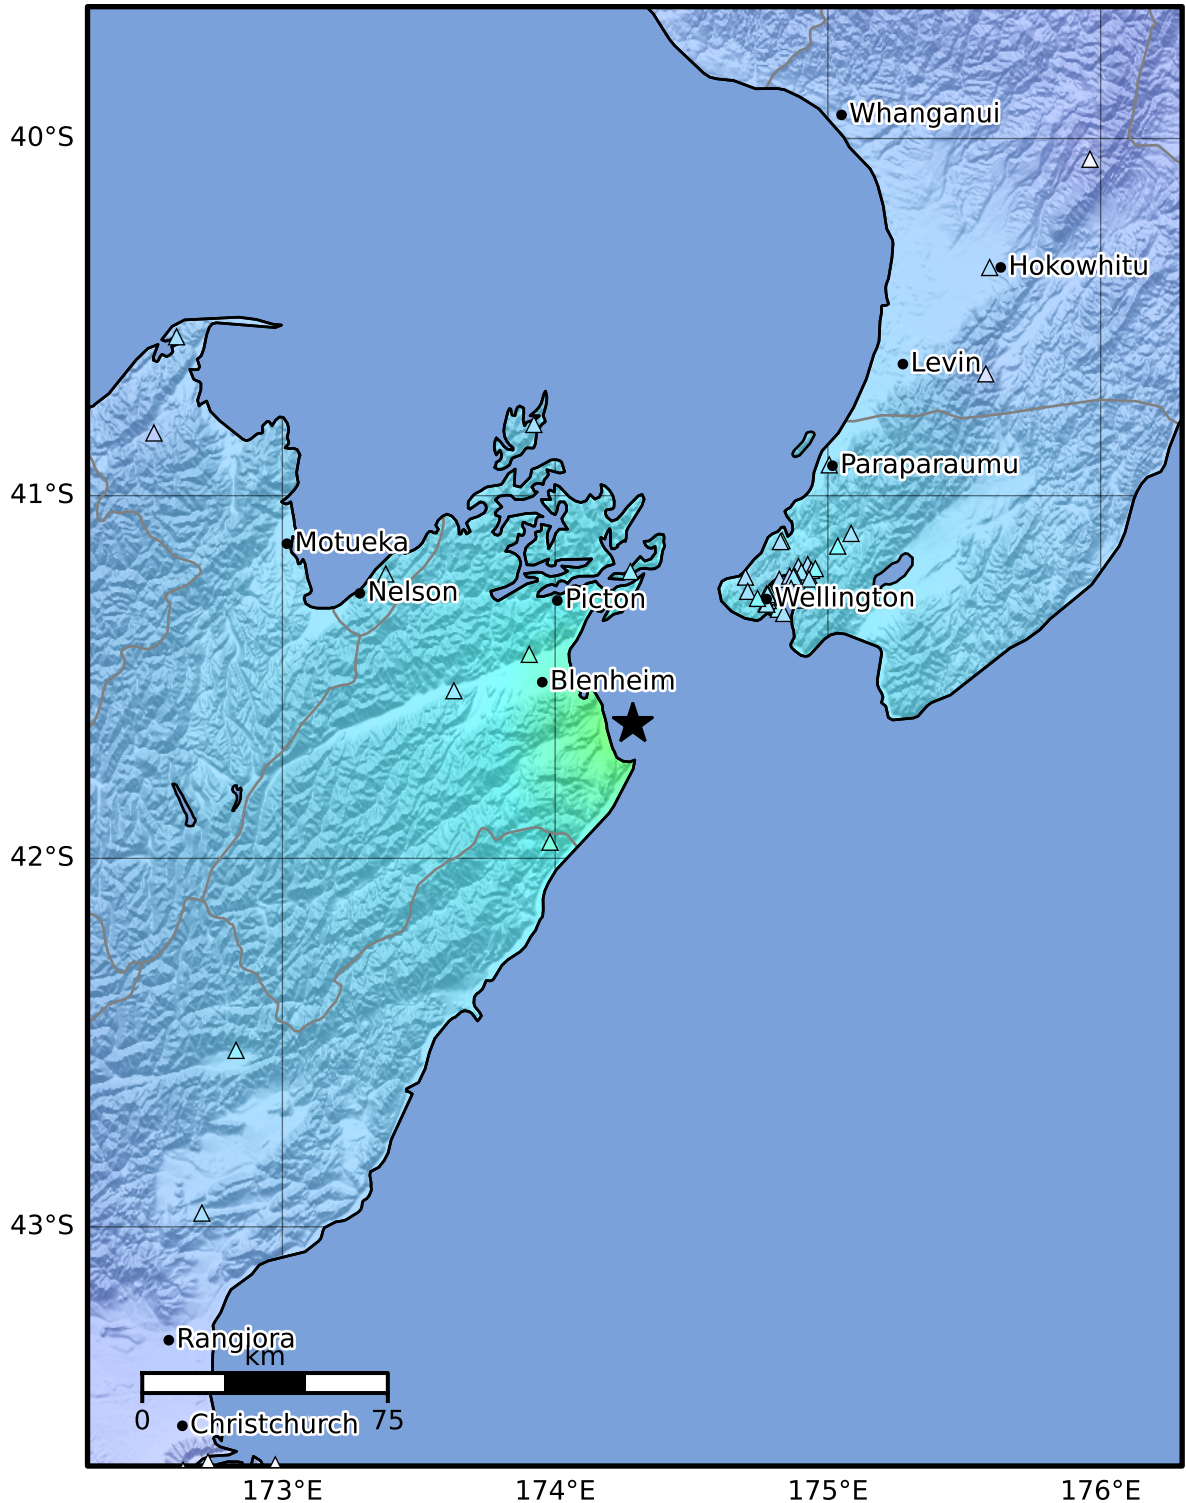 Whanganui
40°S
Hokowhitu
Levin
Paraparaumu
41°S
Motueka
Nelson
Picton
Wellington
Blenheim
42°S
43°S
Rangiora
km
0
75
Christchurch
173°E
174°E
175°E
176°E